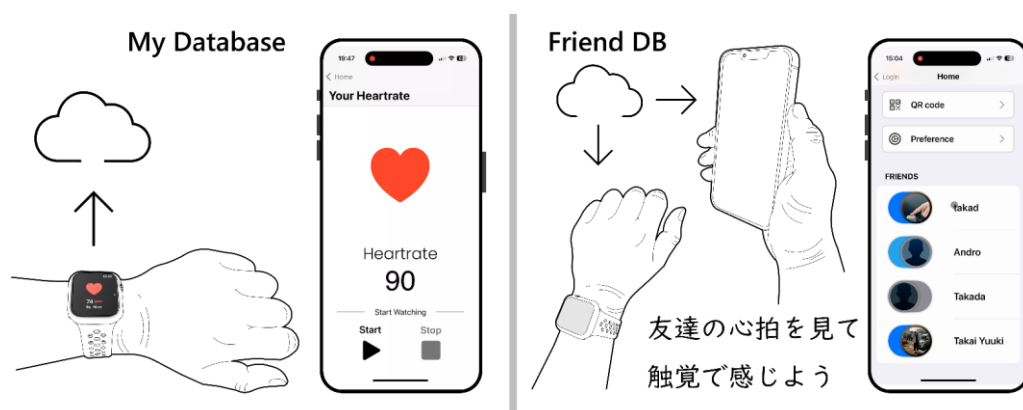 My Database
19:47
Home
Your Heartrate
Heartrate
90
Start Watching
Start
Stop
74
Friend DB
15:04
Login
Home
QR code
Preference
FRIENDS
takad
Andro
Takada
Takai Yuuki
友達の心拍を見て
触覚で感じよう